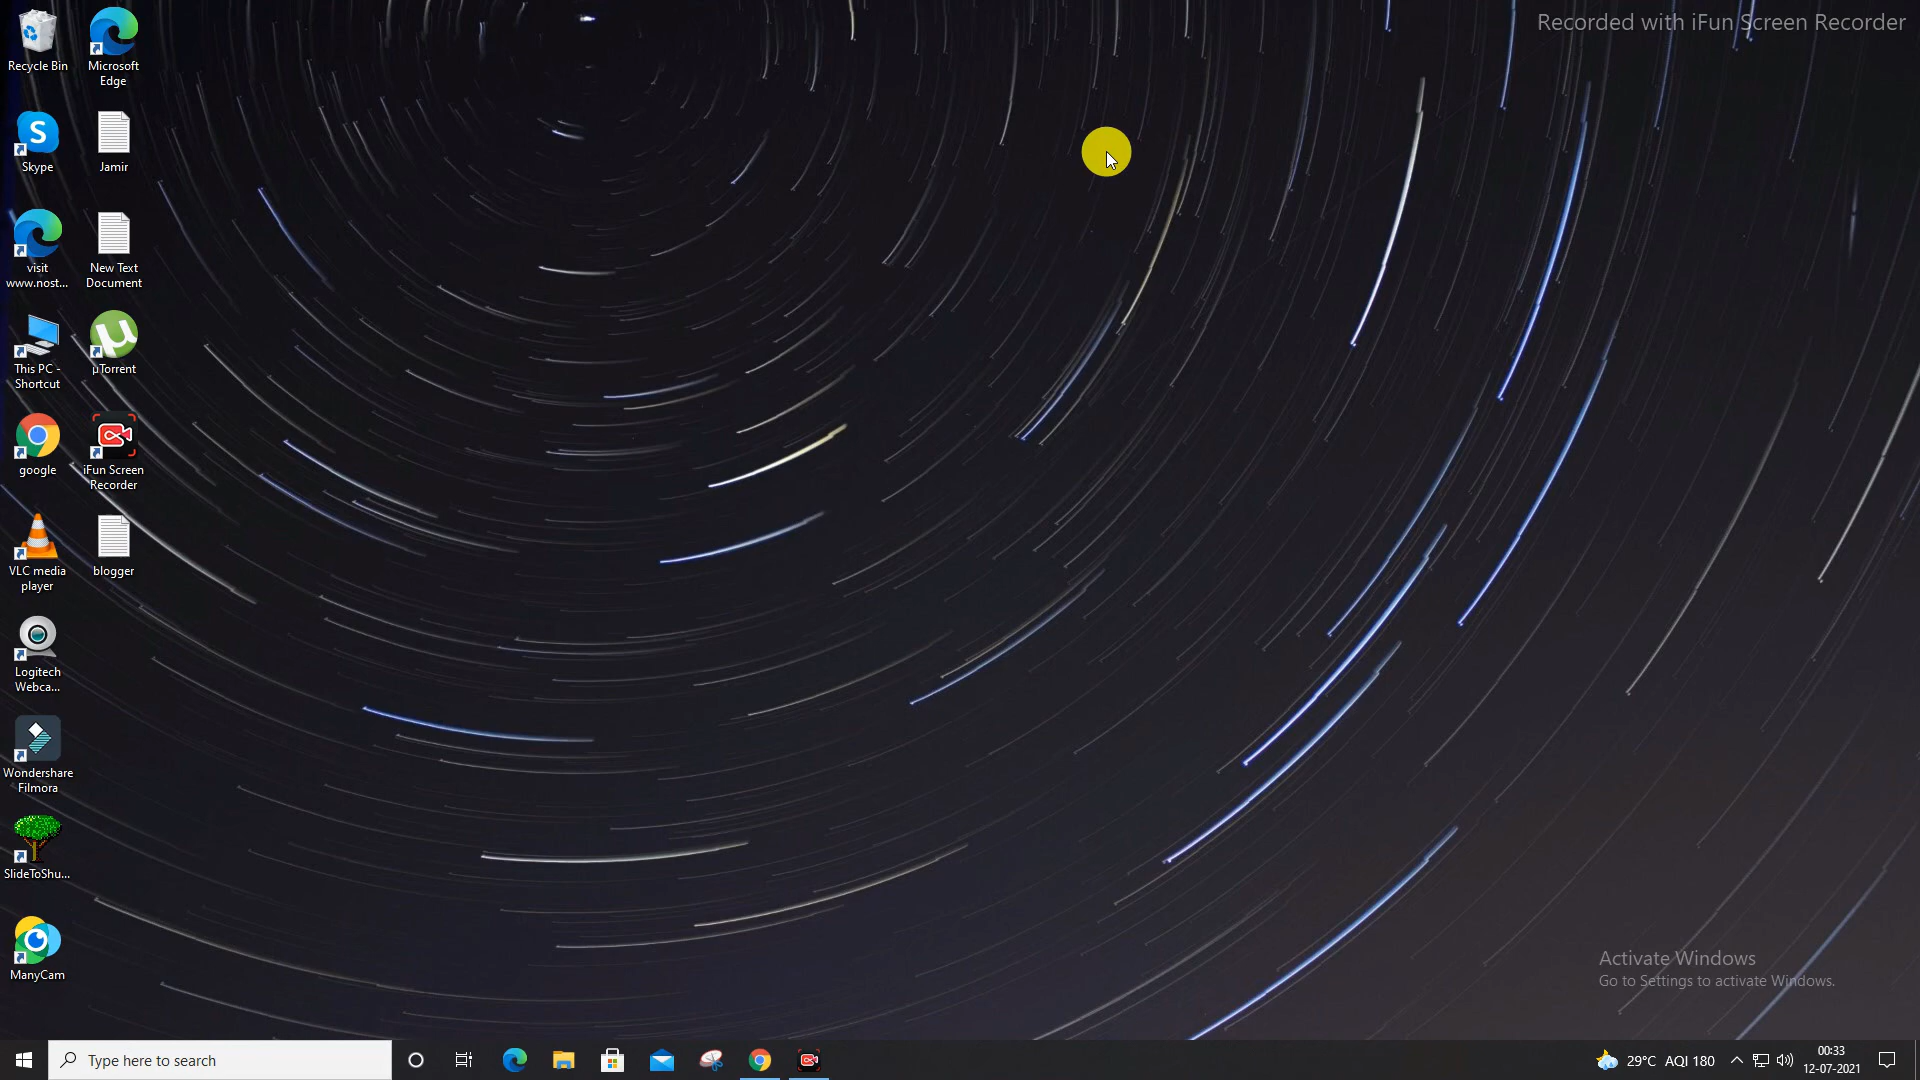 Recorded with iFun Screen Recorder
Recycle Bin
Microsoft
Edge
Skype
Jamir
visit
www.nost...
New Text
Document
This PC -
Shortcut
µTorrent
google
iFun Screen
Recorder
VLC media
player
blogger
Logitech
Webca...
Wondershare
Filmora
SlideToShu...
ManyCam
Activate Windows
Go to Settings to activate Windows.
Type here to search
29°C AQI 180
00:33
12-07-2021